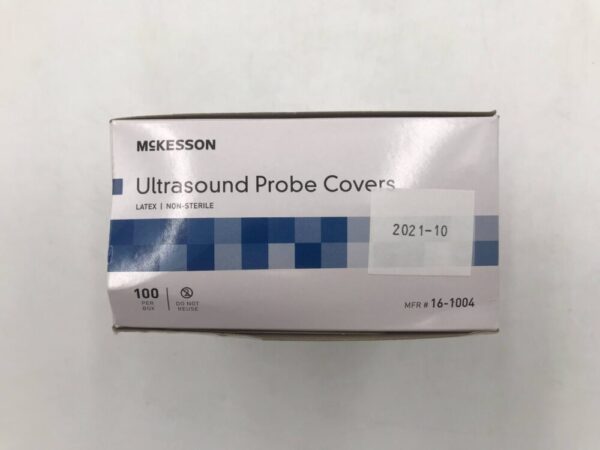 McKESSON
Ultrasound Probe Covers
LATEX | NON-STERILE
2021-10
100
PER
BOX
DO NOT
REUSE
MFR # 16-1004